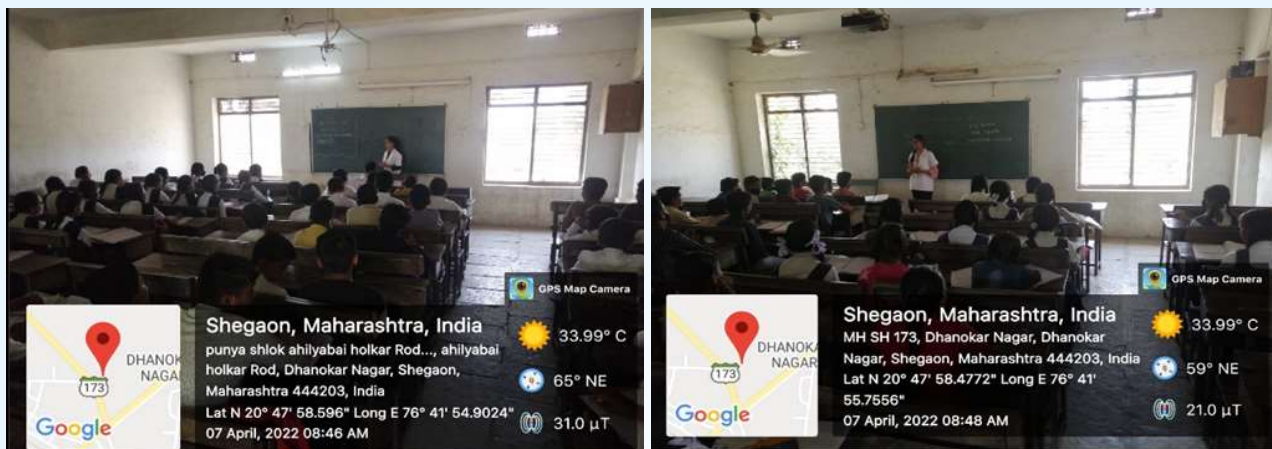 GPS Map Camera
Shegaon, Maharashtra, India
punya shlok ahilyabai holkar Rod..., ahilyabai
holkar Rod, Dhanokar Nagar, Shegaon,
Maharashtra 444203, India
Lat N 20° 47' 58.596" Long E 76° 41' 54.9024"
07 April, 2022 08:46 AM
33.99° C
65° NE
31.0 μT
DHANOK
NAGA
173
Google
GPS Map Camera
Shegaon, Maharashtra, India
MH SH 173, Dhanokar Nagar, Dhanokar
Nagar, Shegaon, Maharashtra 444203, India
Lat N 20° 47' 58.4772" Long E 76° 41'
55.7556"
07 April, 2022 08:48 AM
33.99° C
59° NE
21.0 μT
DHANOK
NAGA
173
Google